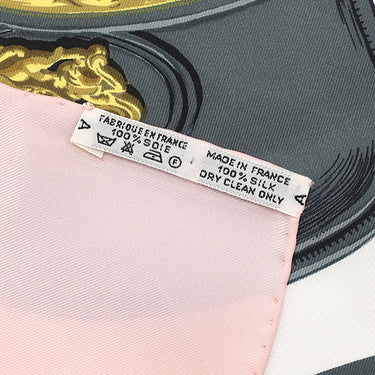 A
FABRIQUE EN FRANCE
100% SOIE
F
MADE IN FRANCE
100% SILK
DRY CLEAN ONLY
A